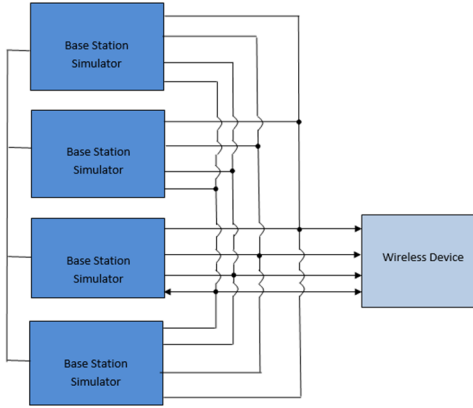 Base Station
Simulator
Base Station
Simulator
Base Station
Simulator
Wireless Device
Base Station
Simulator